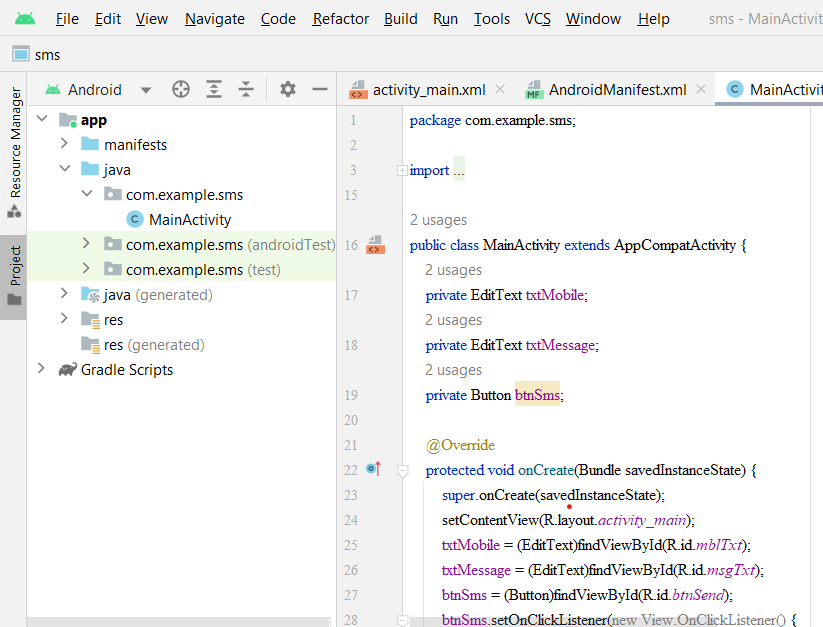 File Edit View Navigate Code Refactor Build Run Tools VCS Window Help sms - MainActivit
sms
Android
activity_main.xml
AndroidManifest.xml
MainActivit
Resource Manager
Project
app
manifests
java
com.example.sms
MainActivity
com.example.sms (androidTest)
com.example.sms (test)
java (generated)
res
res (generated)
Gradle Scripts
1 package com.example.sms;
2
3 import ...
15
2 usages
16 public class MainActivity extends AppCompatActivity {
2 usages
17 private EditText txtMobile;
2 usages
18 private EditText txtMessage;
2 usages
19 private Button btnSms;
20
21 @Override
22 protected void onCreate(Bundle savedInstanceState) {
23 super.onCreate(savedInstanceState);
24 setContentView(R.layout.activity_main);
25 txtMobile = (EditText)findViewById(R.id.mblTxt);
26 txtMessage = (EditText)findViewById(R.id.msgTxt);
27 btnSms = (Button)findViewById(R.id.btnSend);
28 btnSms.setOnClickListener(new View.OnClickListener() {